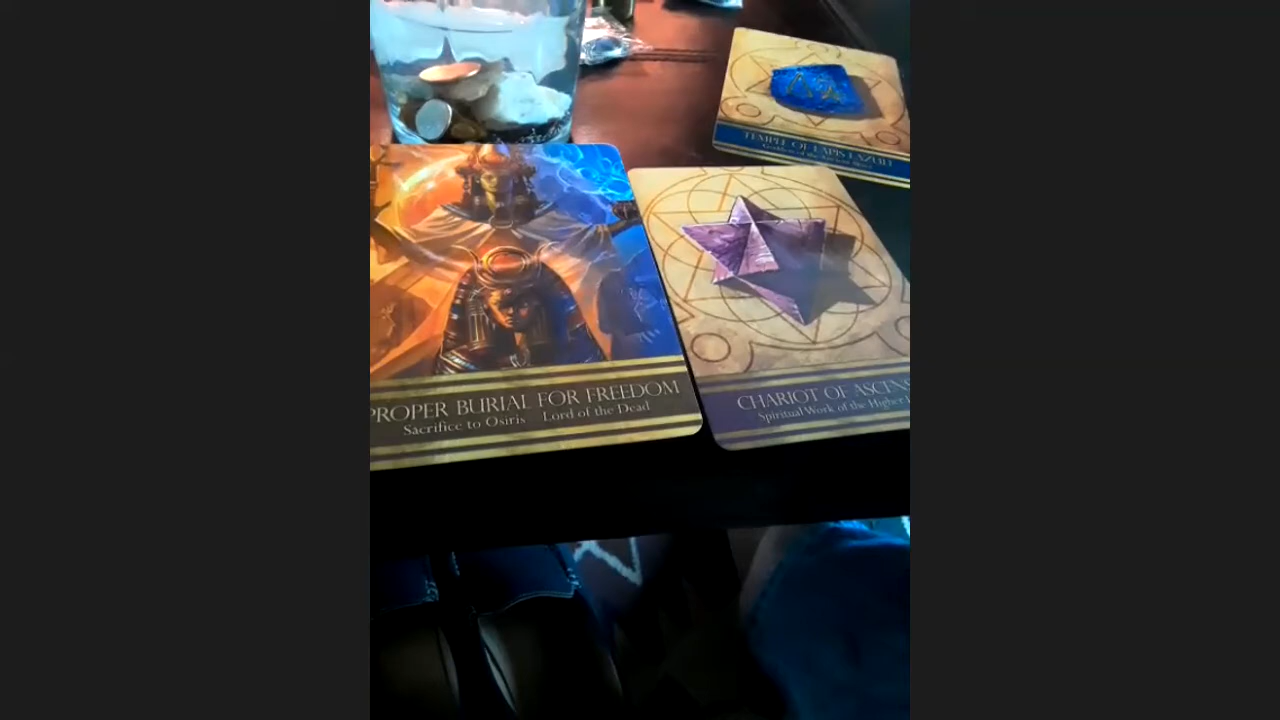 TEMPLE OF LAPIS LAZULI
PROPER BURIAL FOR FREEDOM
Sacrifice to Osiris Lord of the Dead
CHARIOT OF ASCENS
Spiritual Work of the Higher